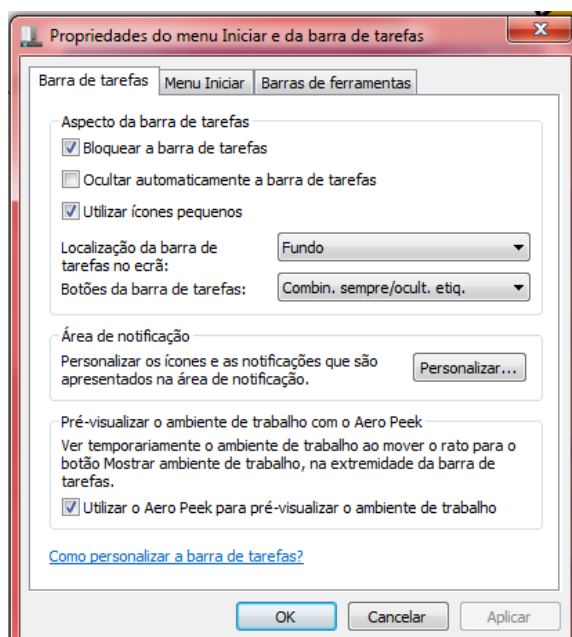 Propriedades do menu Iniciar e da barra de tarefas
Barra de tarefas Menu Iniciar Barras de ferramentas
Aspecto da barra de tarefas
Bloquear a barra de tarefas
Ocultar automaticamente a barra de tarefas
Utilizar ícones pequenos
Localização da barra de
tarefas no ecrã:
Fundo
Botões da barra de tarefas:
Combin. sempre/ocult. etiq.
Área de notificação
Personalizar os ícones e as notificações que são
apresentados na área de notificação.
Personalizar...
Pré-visualizar o ambiente de trabalho com o Aero Peek
Ver temporariamente o ambiente de trabalho ao mover o rato para o
botão Mostrar ambiente de trabalho, na extremidade da barra de
tarefas.
Utilizar o Aero Peek para pré-visualizar o ambiente de trabalho
Como personalizar a barra de tarefas?
OK Cancelar Aplicar